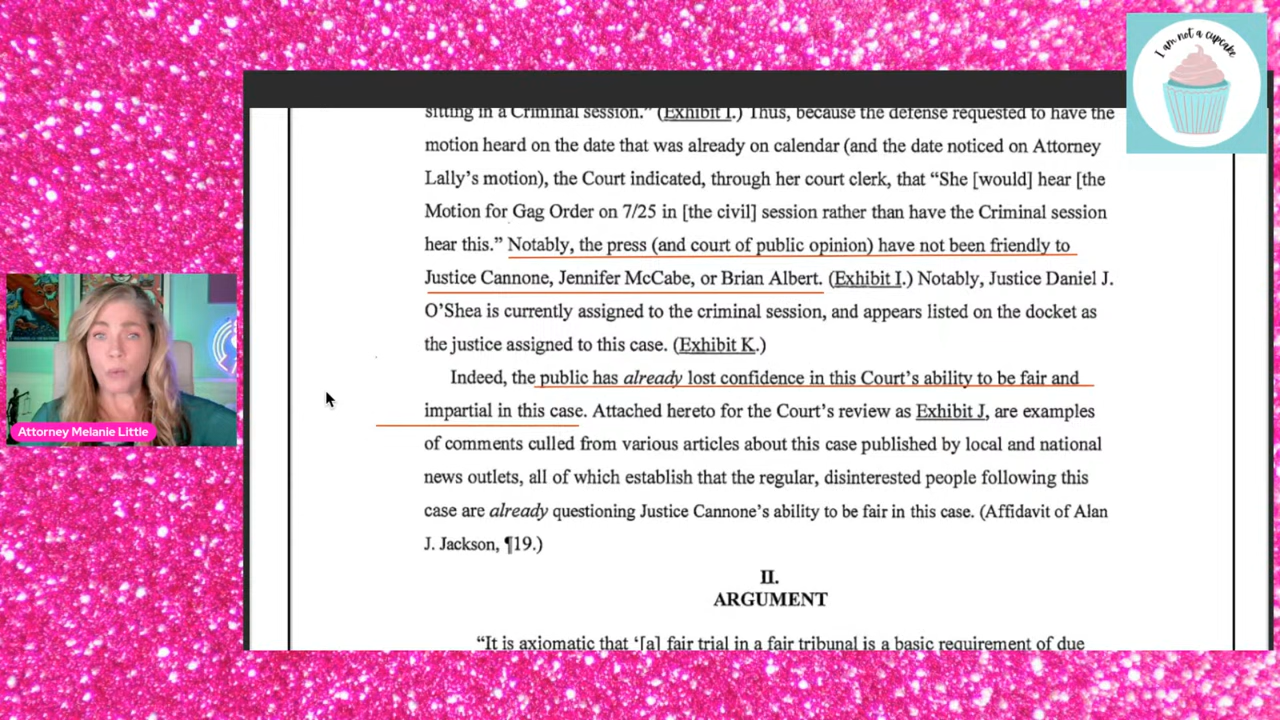 I am not a cupcake
sitting in a Criminal session." (Exhibit I.) Thus, because the defense requested to have the
motion heard on the date that was already on calendar (and the date noticed on Attorney
Lally's motion), the Court indicated, through her court clerk, that "She [would] hear [the
Motion for Gag Order on 7/25 in [the civil] session rather than have the Criminal session
hear this." Notably, the press (and court of public opinion) have not been friendly to
Justice Cannone, Jennifer McCabe, or Brian Albert. (Exhibit I.) Notably, Justice Daniel J.
O'Shea is currently assigned to the criminal session, and appears listed on the docket as
the justice assigned to this case. (Exhibit K.)
Indeed, the public has already lost confidence in this Court's ability to be fair and
impartial in this case. Attached hereto for the Court's review as Exhibit J, are examples
of comments culled from various articles about this case published by local and national
news outlets, all of which establish that the regular, disinterested people following this
case are already questioning Justice Cannone's ability to be fair in this case. (Affidavit of Alan
J. Jackson, ¶19.)
II.
ARGUMENT
"It is axiomatic that '[a] fair trial in a fair tribunal is a basic requirement of due
Attorney Melanie Little